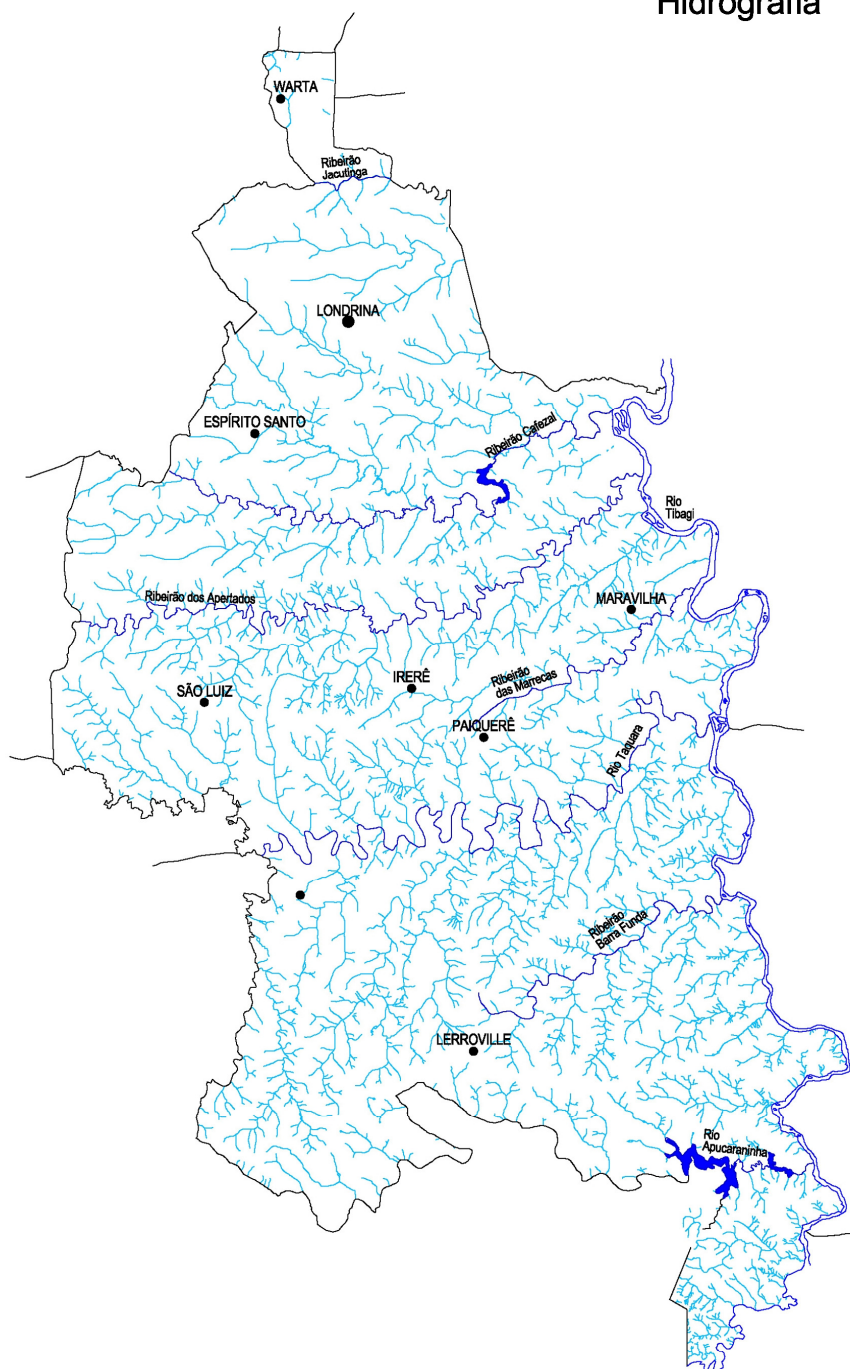 Hidrografia
WARTA
Ribeirão
Jacutinga
LONDRINA
ESPÍRITO SANTO
Ribeirão Cafezal
Rio
Tibagi
Ribeirão dos Apertados
MARAVILHA
IRERÊ
Ribeirão
das Marrecas
SÃO LUIZ
PAIQUERÊ
Rio Taquara
Ribeirão
Barra Funda
LERROVILLE
Rio
Apucaraninha